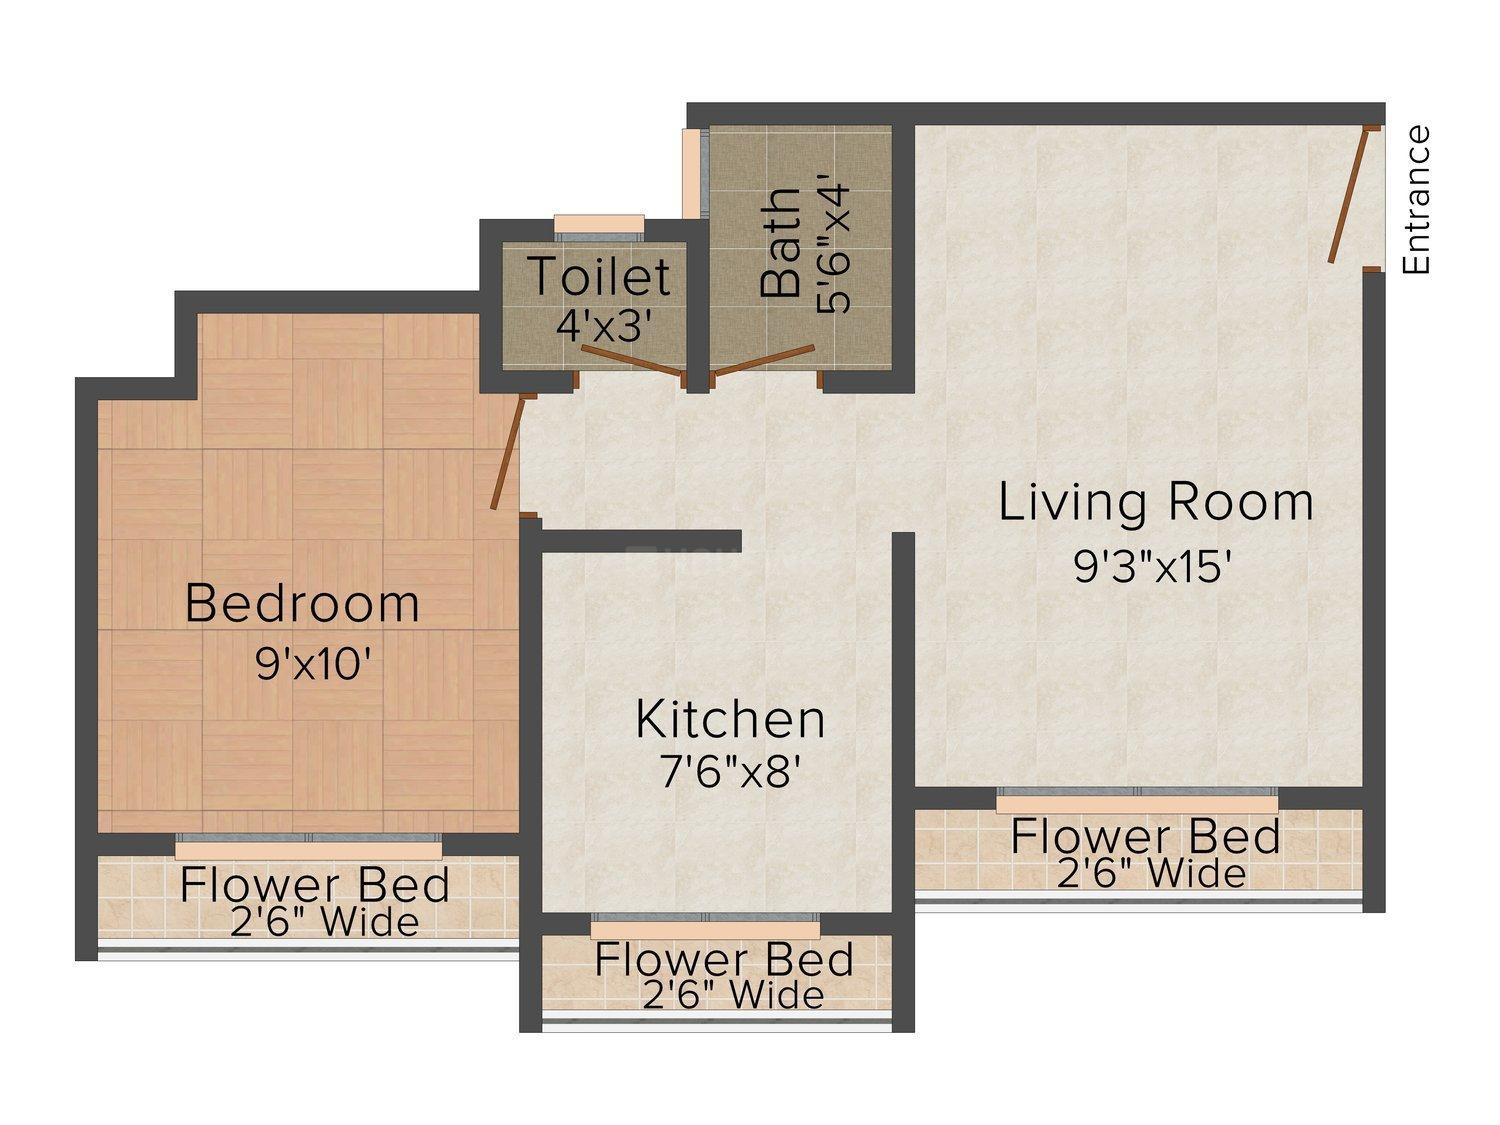 Entrance
Bath
5'6"x4'
Toilet
4'x3'
Living Room
9'3"x15'
Bedroom
9'x10'
Kitchen
7'6"x8'
Flower Bed
2'6" Wide
Flower Bed
2'6" Wide
Flower Bed
2'6" Wide